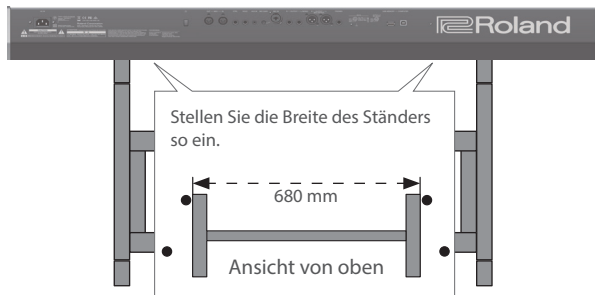 Roland
Stellen Sie die Breite des Ständers
so ein.
680 mm
Ansicht von oben